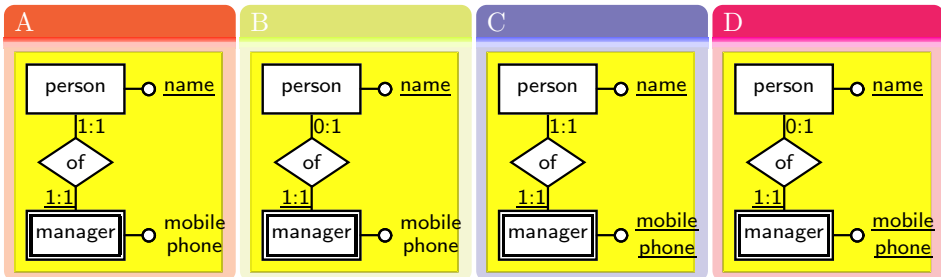 A
person
name
1:1
of
1:1
manager
mobile
phone
B
person
name
0:1
of
1:1
manager
mobile
phone
C
person
name
1:1
of
1:1
manager
mobile
phone
D
person
name
0:1
of
1:1
manager
mobile
phone